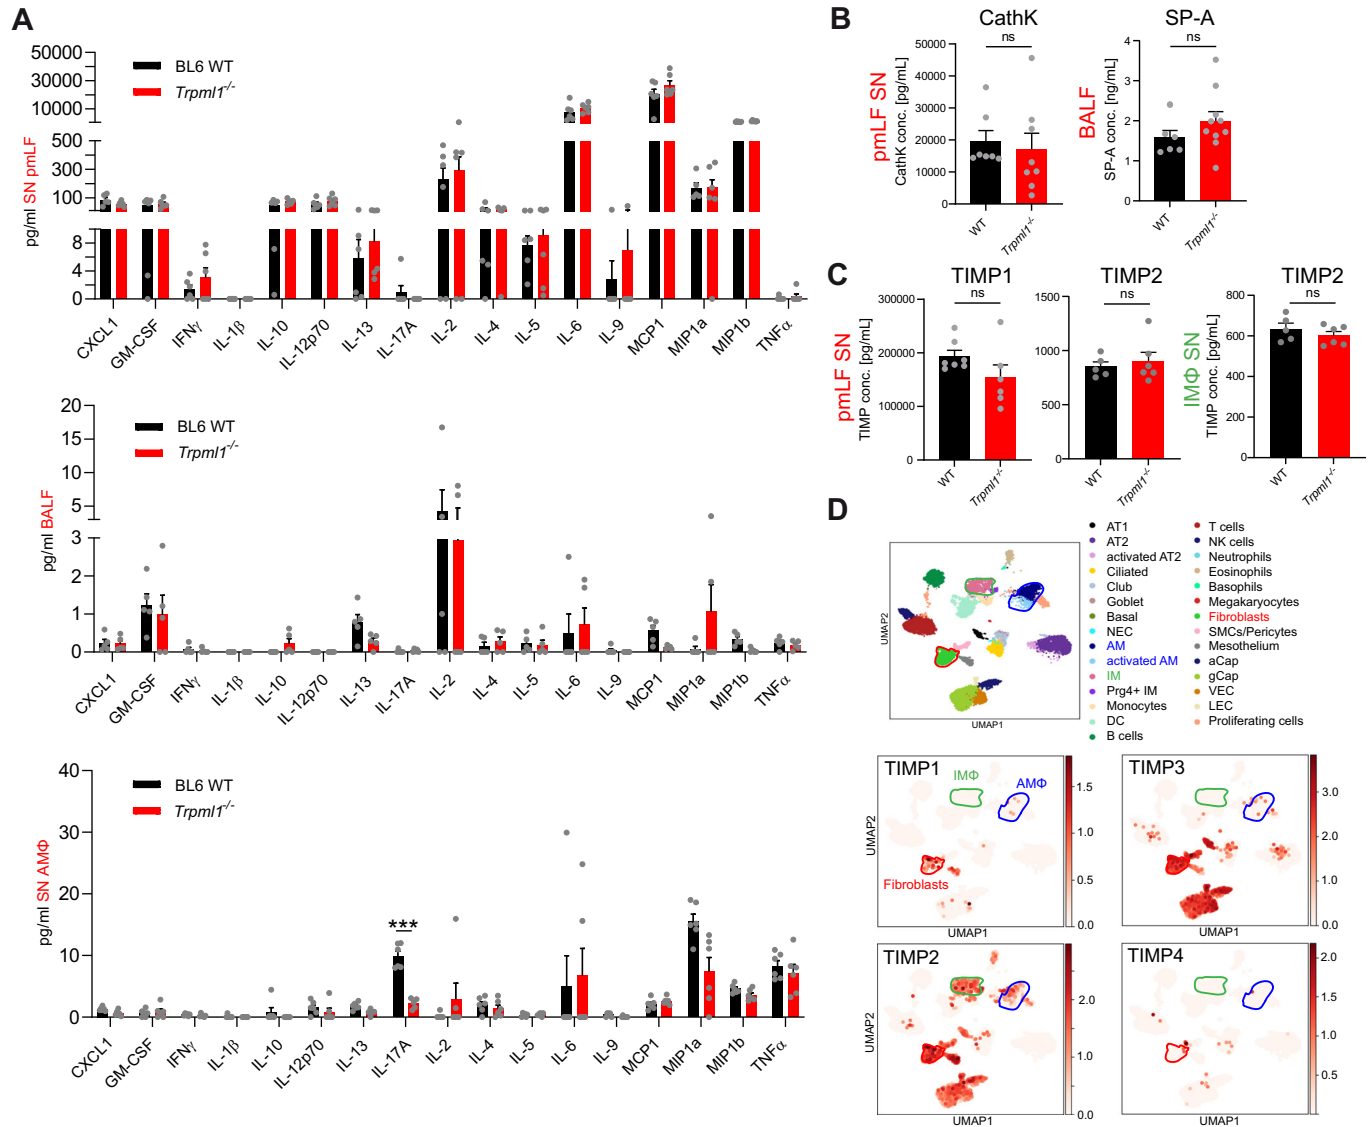 A
50000
30000
10000
500
300
100
8
4
2
0
pg/ml SN pmLF
BL6 WT
Trpml1-/-
CXCL1
GM-CSF
IFNγ
IL-1β
IL-10
IL-12p70
IL-13
IL-17A
IL-2
IL-4
IL-5
IL-6
IL-9
MCP1
MIP1a
MIP1b
TNFα
20
15
10
5
3
2
1
0
pg/ml BALF
BL6 WT
Trpml1-/-
CXCL1
GM-CSF
IFNγ
IL-1β
IL-10
IL-12p70
IL-13
IL-17A
IL-2
IL-4
IL-5
IL-6
IL-9
MCP1
MIP1a
MIP1b
TNFα
40
30
20
10
0
pg/ml SN AMΦ
BL6 WT
Trpml1-/-
***
CXCL1
GM-CSF
IFNγ
IL-1β
IL-10
IL-12p70
IL-13
IL-17A
IL-2
IL-4
IL-5
IL-6
IL-9
MCP1
MIP1a
MIP1b
TNFα
B
CathK
ns
50000
40000
30000
20000
10000
0
pmLF SN
CathK conc. [pg/mL]
WT
Trpml1-/-
SP-A
ns
4
3
2
1
0
BALF
SP-A conc. [ng/mL]
WT
Trpml1-/-
C
TIMP1
ns
300000
200000
100000
0
pmLF SN
TIMP conc. [pg/mL]
WT
Trpml1-/-
TIMP2
ns
1500
1000
500
0
WT
Trpml1-/-
TIMP2
ns
800
600
400
200
0
IMΦ SN
TIMP conc. [pg/mL]
WT
Trpml1-/-
D
UMAP2
UMAP1
AT1
AT2
activated AT2
Ciliated
Club
Goblet
Basal
NEC
AM
activated AM
IM
Prg4+ IM
Monocytes
DC
B cells
T cells
NK cells
Neutrophils
Eosinophils
Basophils
Megakaryocytes
Fibroblasts
SMCs/Pericytes
Mesothelium
aCap
gCap
VEC
LEC
Proliferating cells
TIMP1
IMΦ
AMΦ
Fibroblasts
UMAP2
UMAP1
1.5
1.0
0.5
0.0
TIMP3
UMAP1
3.0
2.0
1.0
0.0
TIMP2
UMAP2
UMAP1
2.0
1.0
0.0
TIMP4
UMAP1
2.0
1.5
1.0
0.5